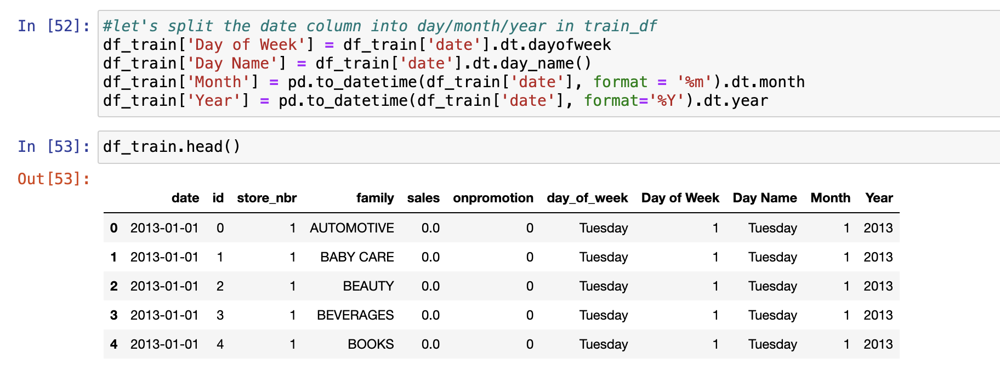 In [52]: #let's split the date column into day/month/year in train_df
df_train['Day of Week'] = df_train['date'].dt.dayofweek
df_train['Day Name'] = df_train['date'].dt.day_name()
df_train['Month'] = pd.to_datetime(df_train['date'], format = '%m').dt.month
df_train['Year'] = pd.to_datetime(df_train['date'], format='%Y').dt.year
In [53]: df_train.head()
Out[53]:
date id store_nbr family sales onpromotion day_of_week Day of Week Day Name Month Year
0 2013-01-01 0 1 AUTOMOTIVE 0.0 0 Tuesday 1 Tuesday 1 2013
1 2013-01-01 1 1 BABY CARE 0.0 0 Tuesday 1 Tuesday 1 2013
2 2013-01-01 2 1 BEAUTY 0.0 0 Tuesday 1 Tuesday 1 2013
3 2013-01-01 3 1 BEVERAGES 0.0 0 Tuesday 1 Tuesday 1 2013
4 2013-01-01 4 1 BOOKS 0.0 0 Tuesday 1 Tuesday 1 2013